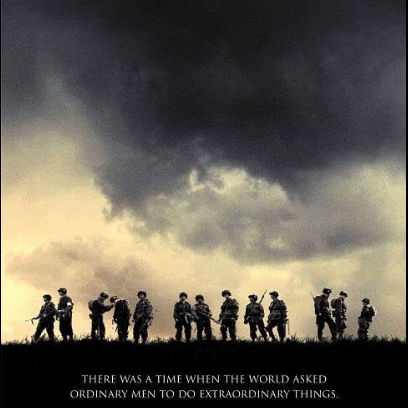 THERE WAS A TIME WHEN THE WORLD ASKED
ORDINARY MEN TO DO EXTRAORDINARY THINGS.